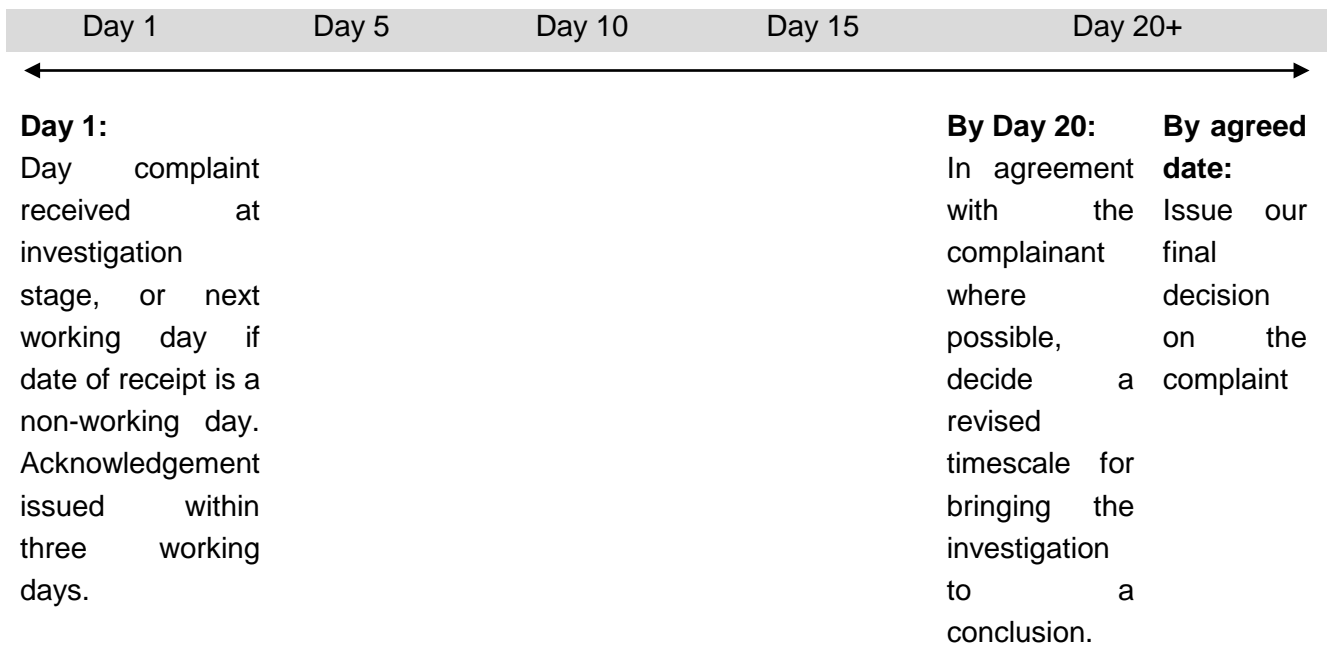 Day 1 Day 5 Day 10 Day 15 Day 20+
Day 1:
Day complaint
received at
investigation
stage, or next
working day if
date of receipt is a
non-working day.
Acknowledgement
issued within
three working
days.
By Day 20:
In agreement
with the
complainant
where
possible,
decide a
revised
timescale for
bringing the
investigation
to a
conclusion.
By agreed
date:
Issue our
final
decision
on the
complaint